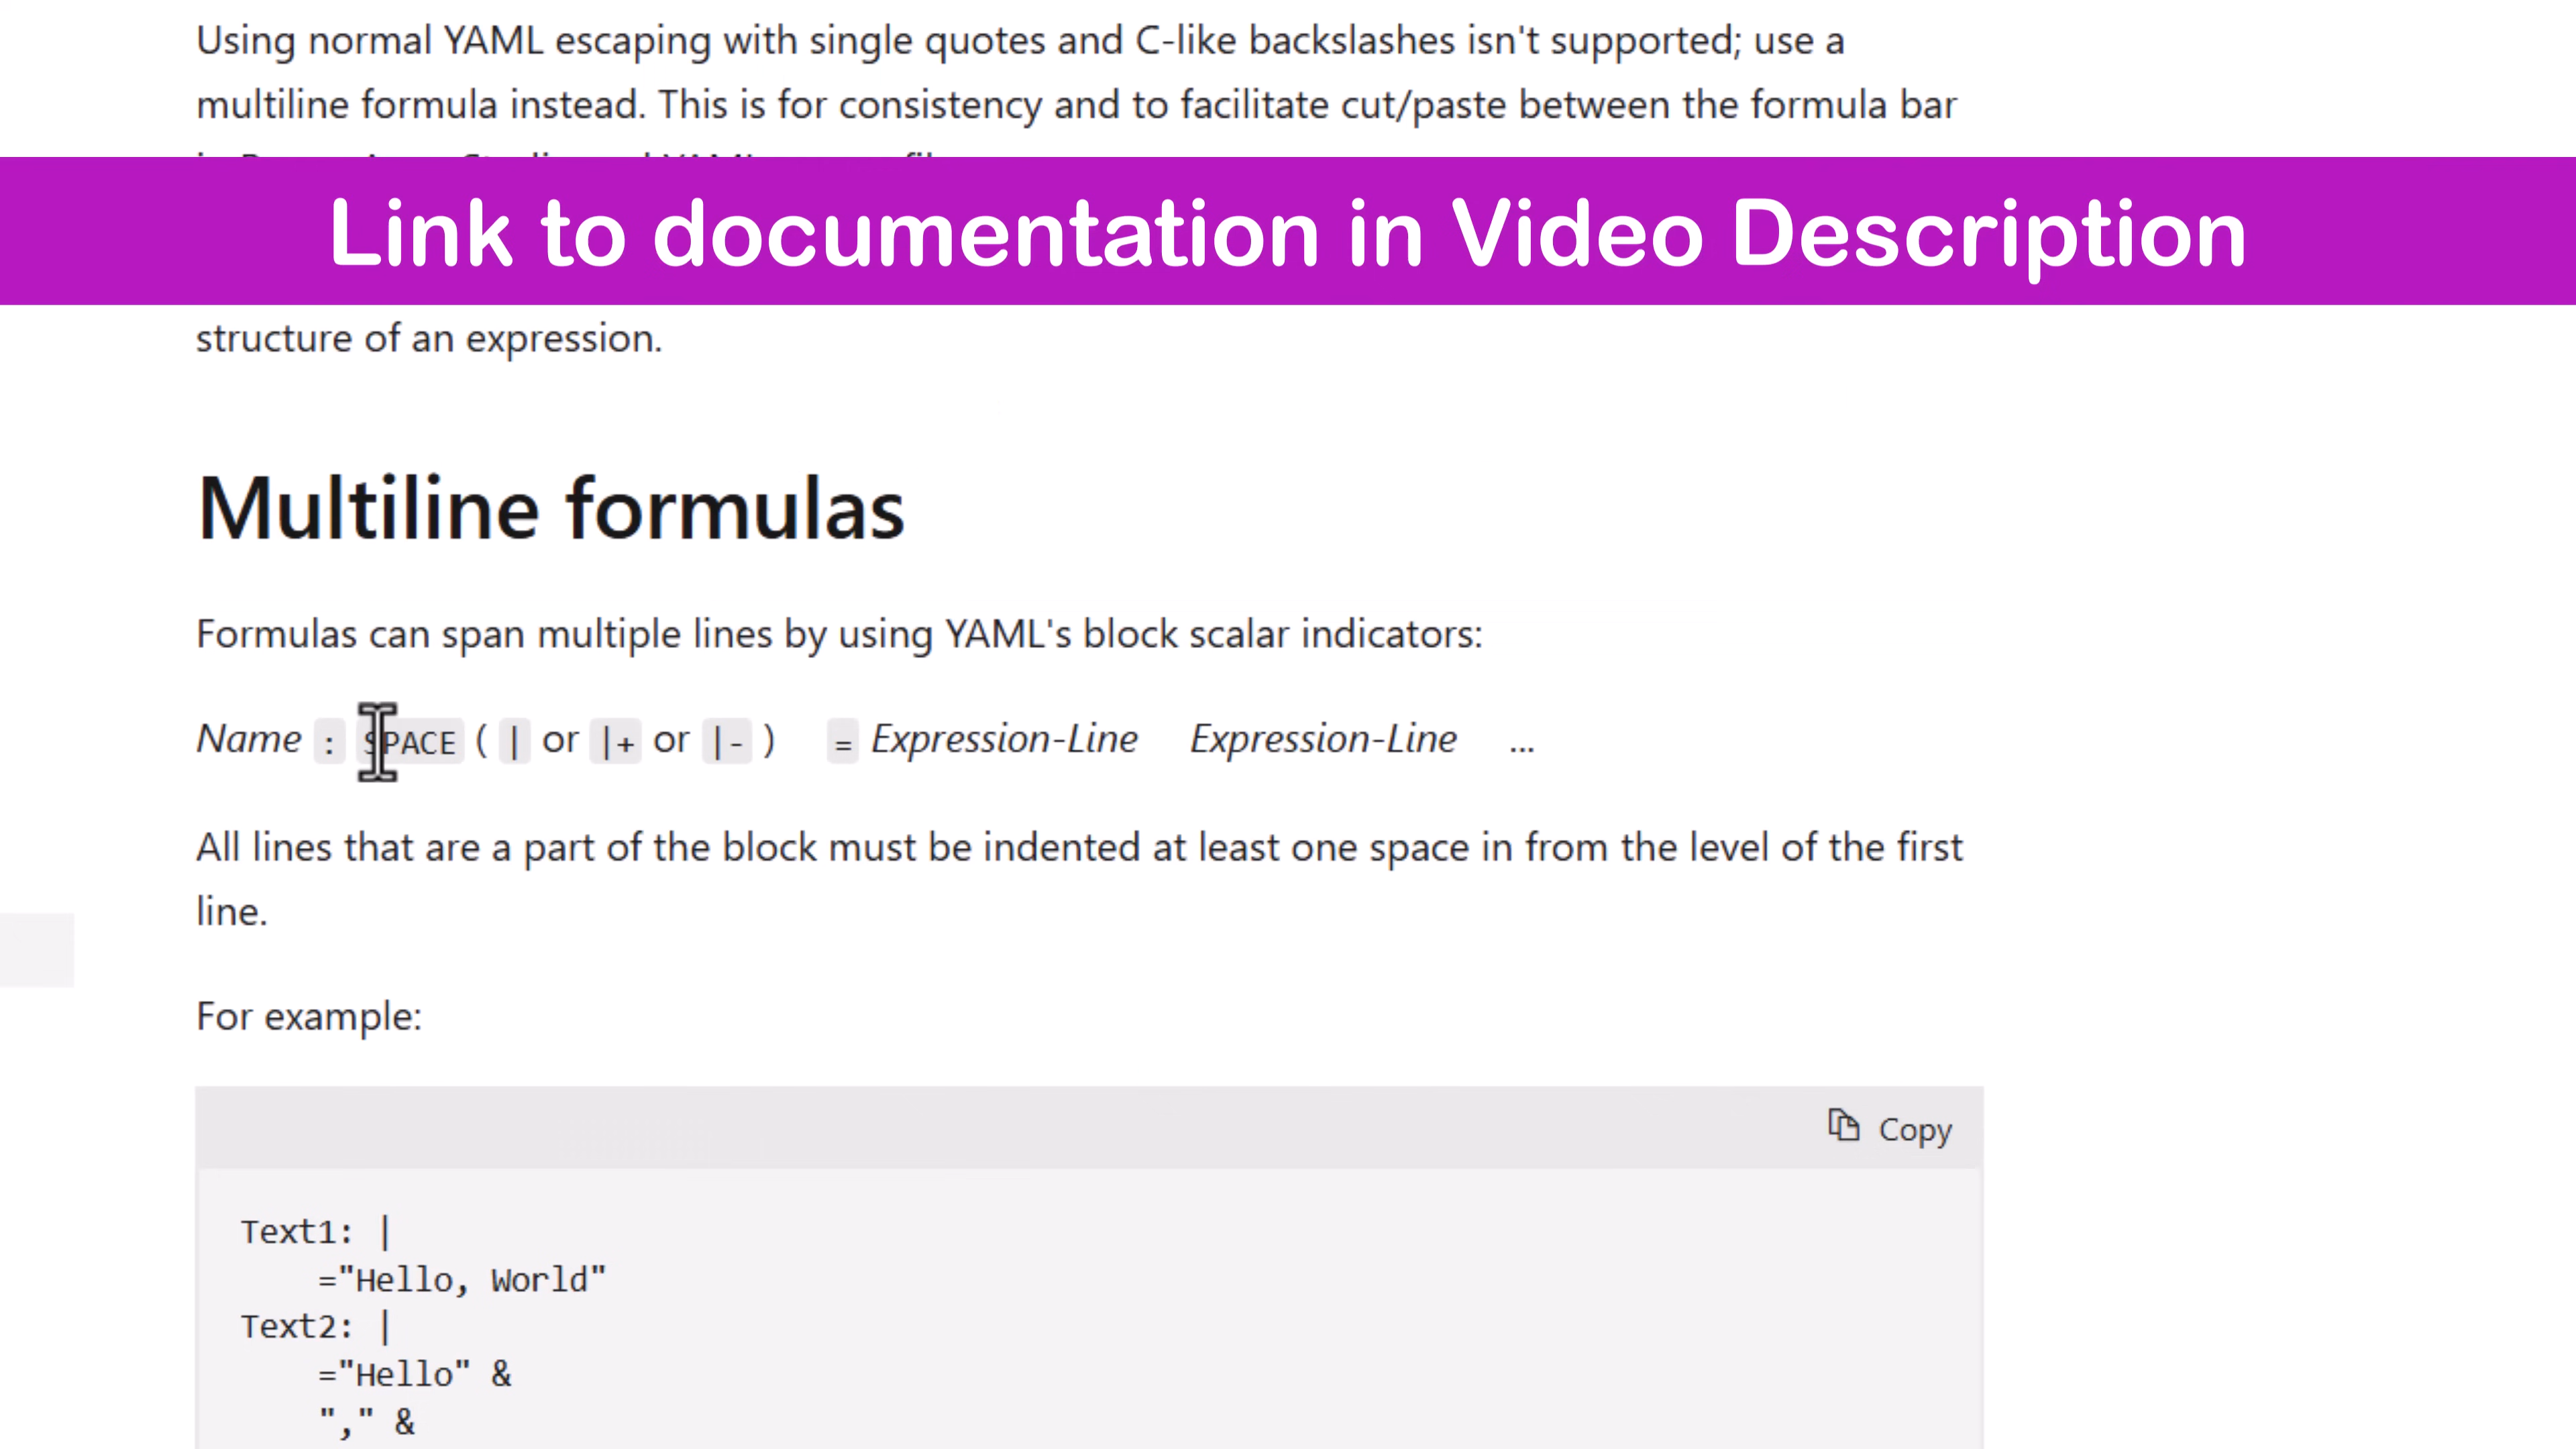 Using normal YAML escaping with single quotes and C-like backslashes isn't supported; use a
multiline formula instead. This is for consistency and to facilitate cut/paste between the formula bar
Link to documentation in Video Description
structure of an expression.
Multiline formulas
Formulas can span multiple lines by using YAML's block scalar indicators:
Name : SPACE ( | or |+ or |- ) = Expression-Line Expression-Line ...
All lines that are a part of the block must be indented at least one space in from the level of the first
line.
For example:
Copy
Text1: |
="Hello, World"
Text2: |
="Hello" &
"," &